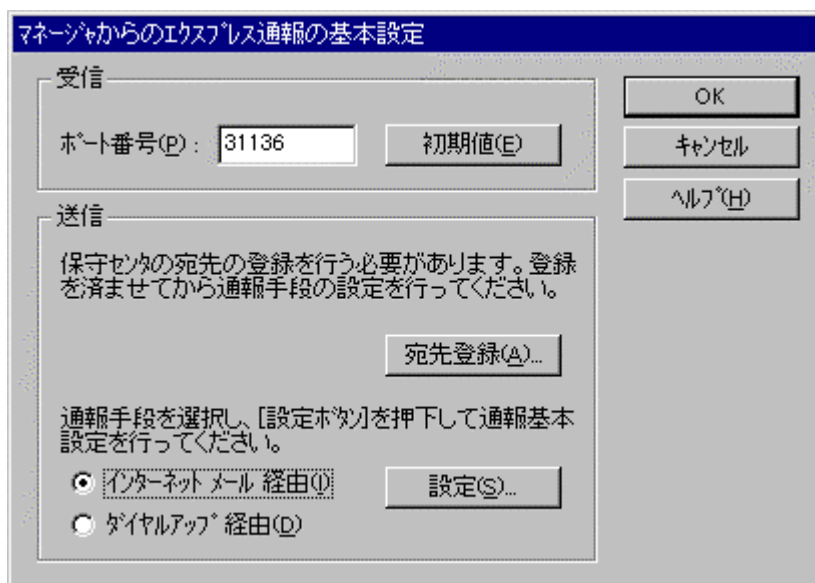 マネージャからのエクスプレス通報の基本設定
受信
ポート番号(P) : 31136 初期値(E)
OK
キャンセル
ヘルプ(H)
送信
保守センタの宛先の登録を行う必要があります。登録
を済ませてから通報手段の設定を行ってください。
宛先登録(A)...
通報手段を選択し、[設定ボタン]を押下して通報基本
設定を行ってください。
インターネット メール 経由(I) 設定(S)...
ダイヤルアップ 経由(D)